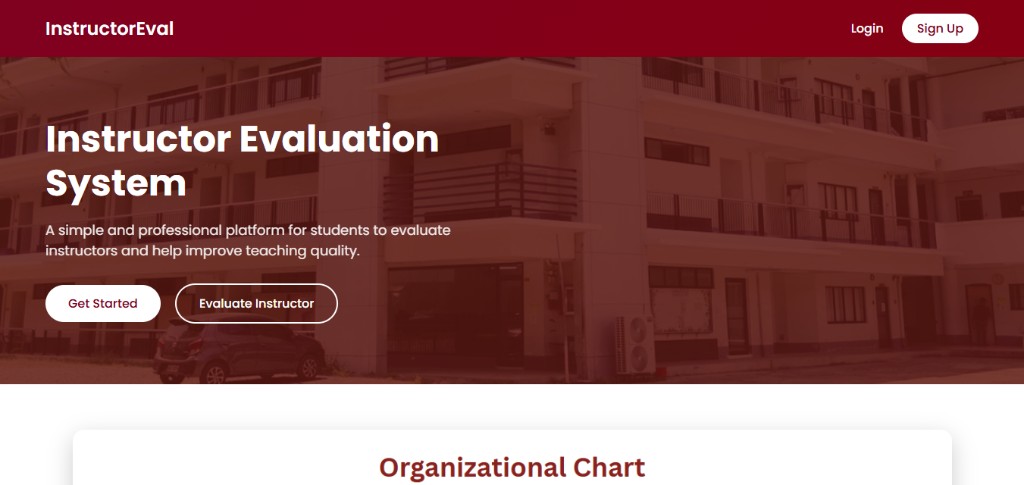 InstructorEval
Login
Sign Up
Instructor Evaluation
System
A simple and professional platform for students to evaluate
instructors and help improve teaching quality.
Get Started
Evaluate Instructor
Organizational Chart